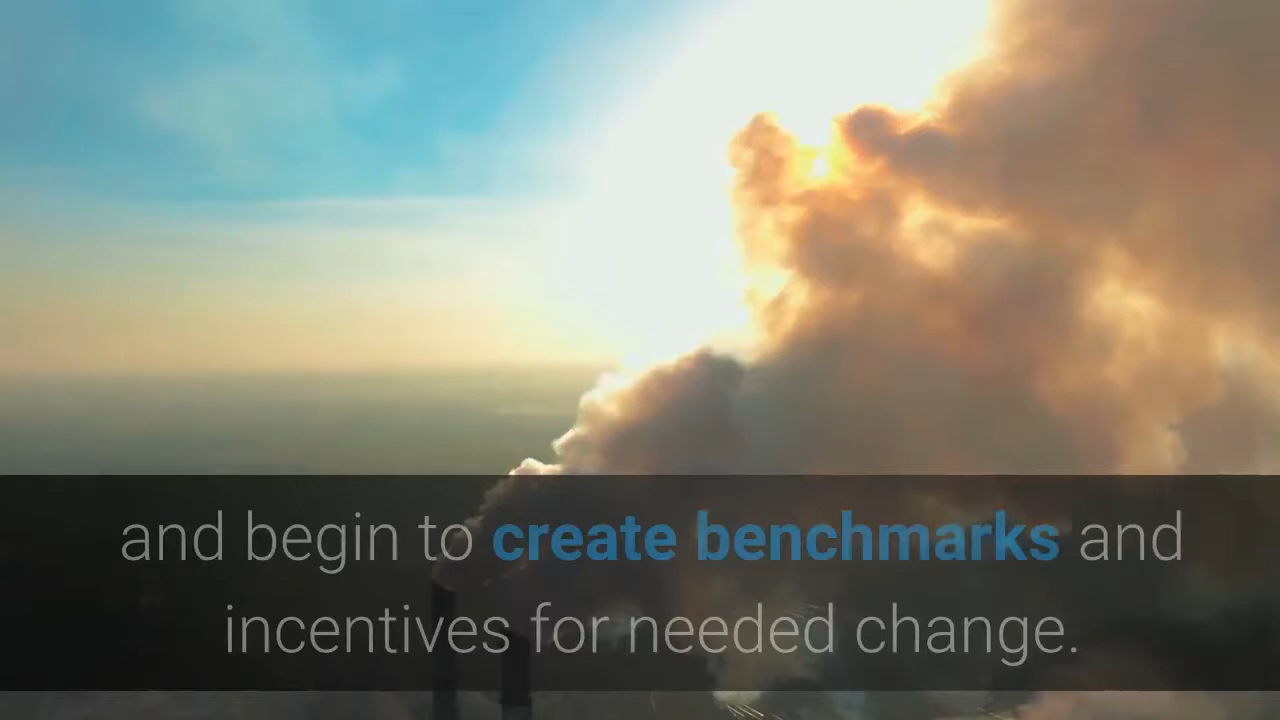 and begin to create benchmarks and
incentives for needed change.